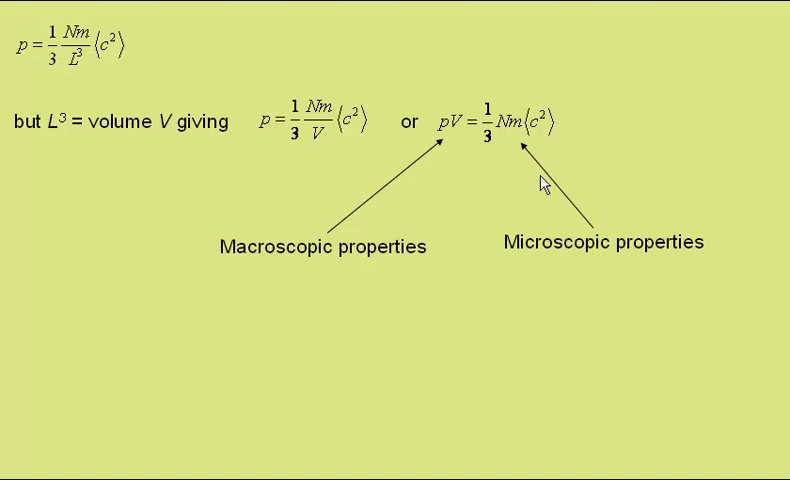 p = 1/3 Nm/L³ ⟨c²⟩
but L³ = volume V giving p = 1/3 Nm/V ⟨c²⟩ or pV = 1/3 Nm⟨c²⟩
Macroscopic properties Microscopic properties